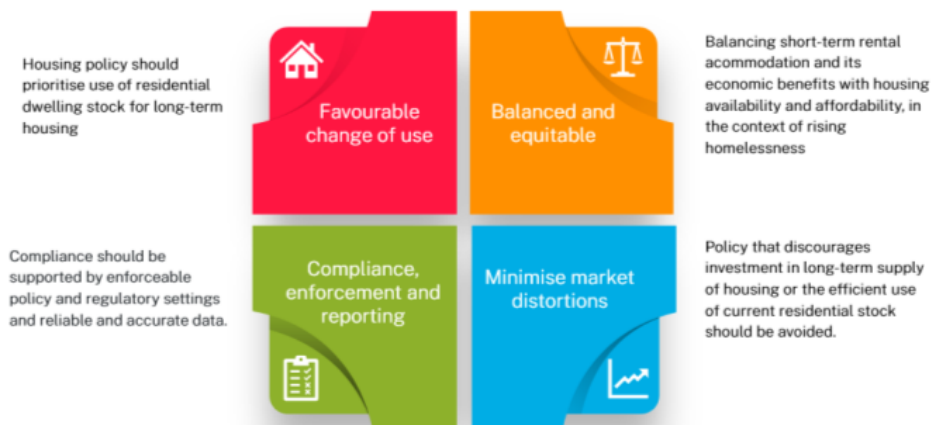 Housing policy should
prioritise use of residential
dwelling stock for long-term
housing
Favourable
change of use
Balanced and
equitable
Balancing short-term rental
acommodation and its
economic benefits with housing
availability and affordability, in
the context of rising
homelessness
Compliance should be
supported by enforceable
policy and regulatory settings
and reliable and accurate data.
Compliance,
enforcement and
reporting
Minimise market
distortions
Policy that discourages
investment in long-term supply
of housing or the efficient use
of current residential stock
should be avoided.